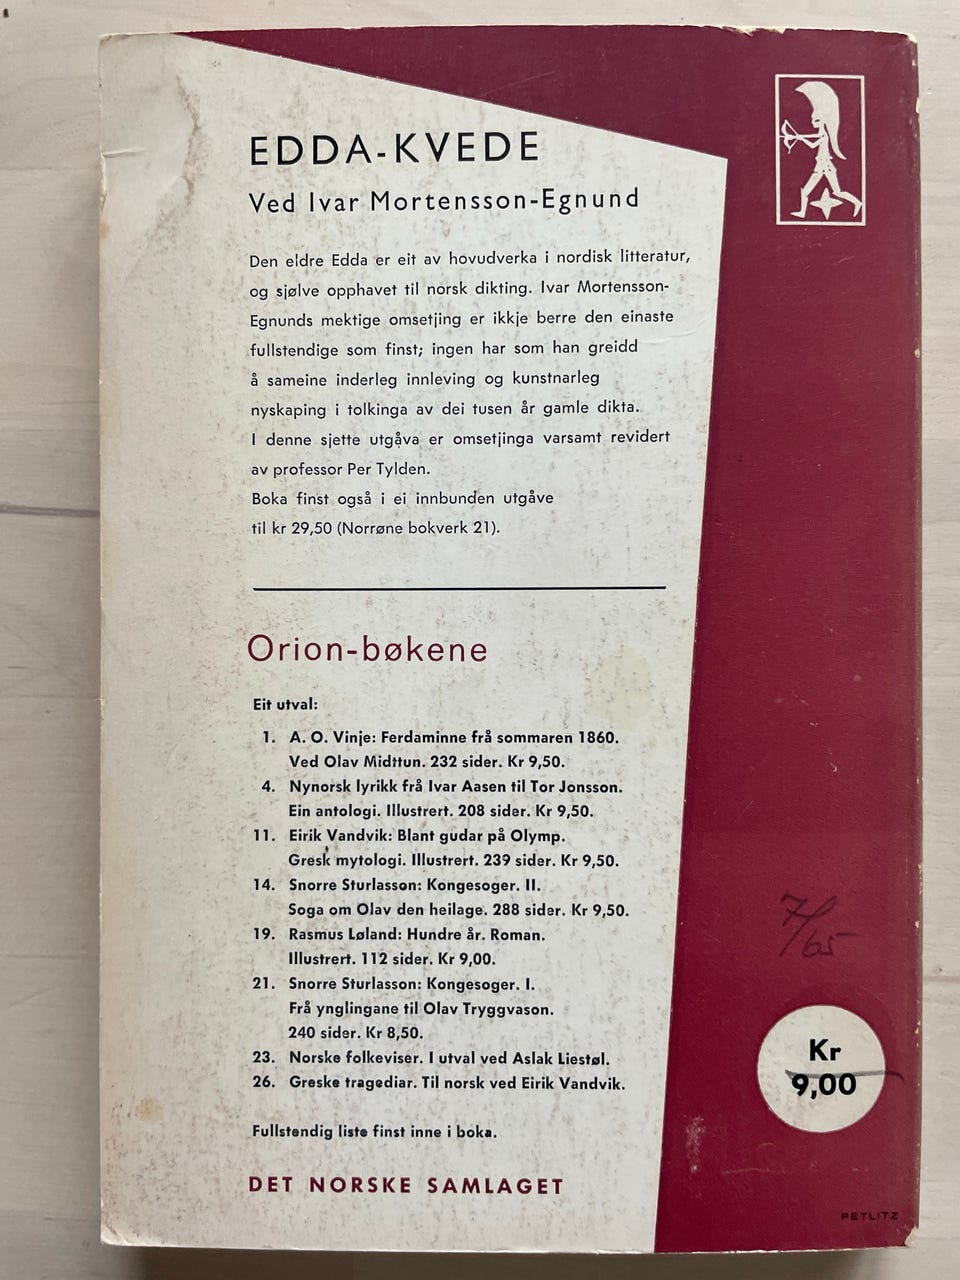 EDDA-KVEDE
Ved Ivar Mortensson-Egnund
Den eldre Edda er eit av hovudverka i nordisk litteratur,
og sjølve opphavet til norsk dikting. Ivar Mortensson-
Egnunds mektige omsetjing er ikkje berre den einaste
fullstendige som finst; ingen har som han greidd
å sameine inderleg innleving og kunstnarleg
nyskaping i tolkinga av dei tusen år gamle dikta.
I denne sjette utgåva er omsetjinga varsamt revidert
av professor Per Tylden.
Boka finst også i ei innbunden utgåve
til kr 29,50 (Norrøne bokverk 21).
Orion-bøkene
Eit utval:
1. A. O. Vinje: Ferdaminne frå sommaren 1860.
Ved Olav Midttun. 232 sider. Kr 9,50.
4. Nynorsk lyrikk frå Ivar Aasen til Tor Jonsson.
Ein antologi. Illustrert. 208 sider. Kr 9,50.
11. Eirik Vandvik: Blant gudar på Olymp.
Gresk mytologi. Illustrert. 239 sider. Kr 9,50.
14. Snorre Sturlasson: Kongesoger. II.
Soga om Olav den heilage. 288 sider. Kr 9,50.
19. Rasmus Løland: Hundre år. Roman.
Illustrert. 112 sider. Kr 9,00.
21. Snorre Sturlasson: Kongesoger. I.
Frå ynglingane til Olav Tryggvason.
240 sider. Kr 8,50.
23. Norske folkeviser. I utval ved Aslak Liestøl.
26. Greske tragediar. Til norsk ved Eirik Vandvik.
Fullstendig liste finst inne i boka.
DET NORSKE SAMLAGET
7/65
Kr
9,00
PETLITZ